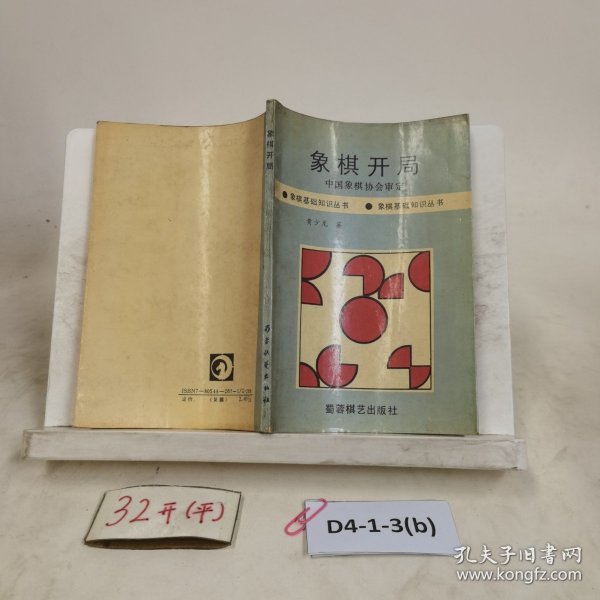 象棋开局
中国象棋协会审定
●象棋基础知识丛书 ●象棋基础知识丛书
黄少龙 著
蜀蓉棋艺出版社
象棋开局
蜀蓉棋艺出版社
定价:
32开(平)
D4-1-3(b)
孔夫子旧书网
www.kongfz.com